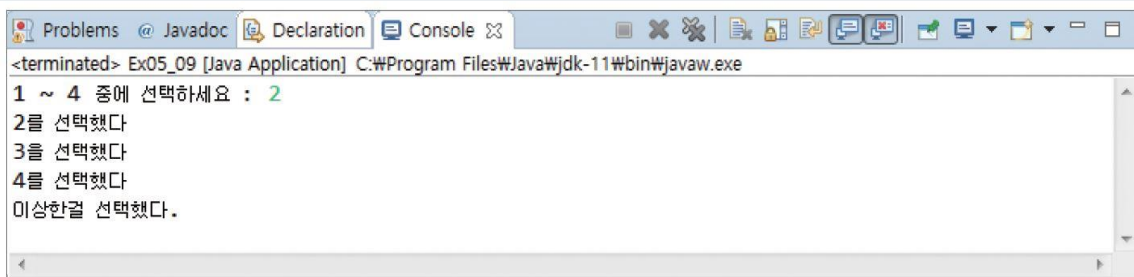 Problems @ Javadoc Declaration Console
<terminated> Ex05_09 [Java Application] C:₩Program Files₩Java₩jdk-11₩bin₩javaw.exe
1 ~ 4 중에 선택하세요 : 2
2를 선택했다
3을 선택했다
4를 선택했다
이상한걸 선택했다.